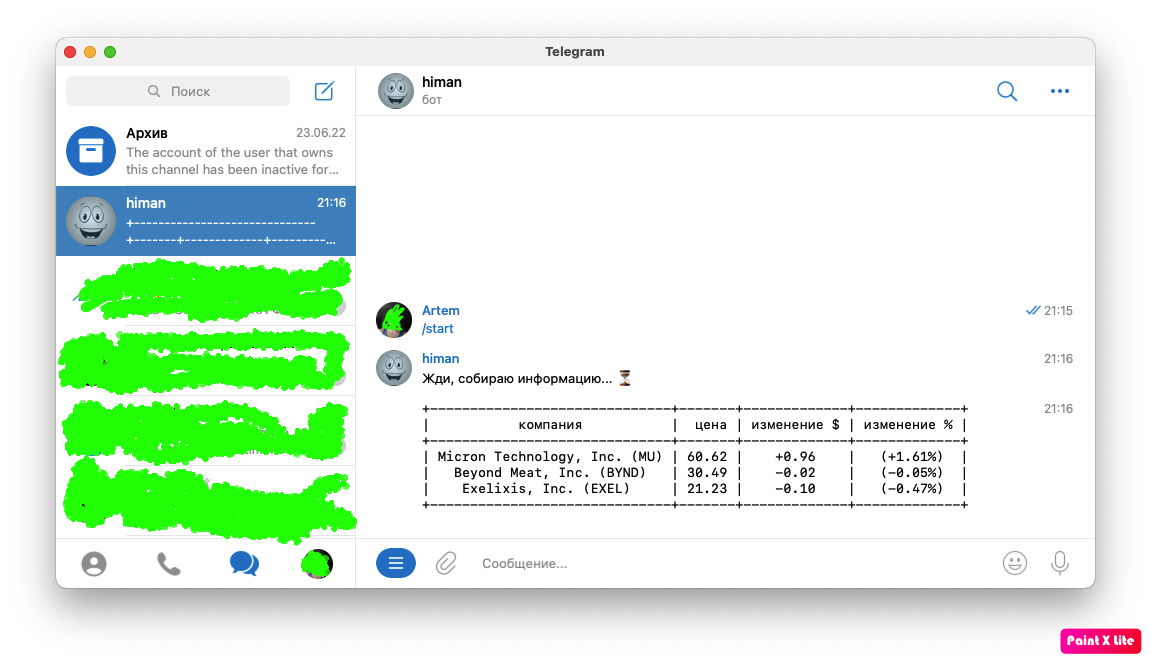 Telegram
Поиск
Архив 23.06.22
The account of the user that owns
this channel has been inactive for...
himan 21:16
+------------------------------
+-------+-------------+---------...
himan
бот
Artem 21:15
/start
himan 21:16
Жди, собираю информацию... ⏳
21:16
+------------------------------+-------+-------------+-------------+
| компания | цена | изменение $ | изменение % |
+------------------------------+-------+-------------+-------------+
| Micron Technology, Inc. (MU) | 60.62 | +0.96 | (+1.61%) |
| Beyond Meat, Inc. (BYND) | 30.49 | -0.02 | (-0.05%) |
| Exelixis, Inc. (EXEL) | 21.23 | -0.10 | (-0.47%) |
+------------------------------+-------+-------------+-------------+
Сообщение...
Paint X Lite